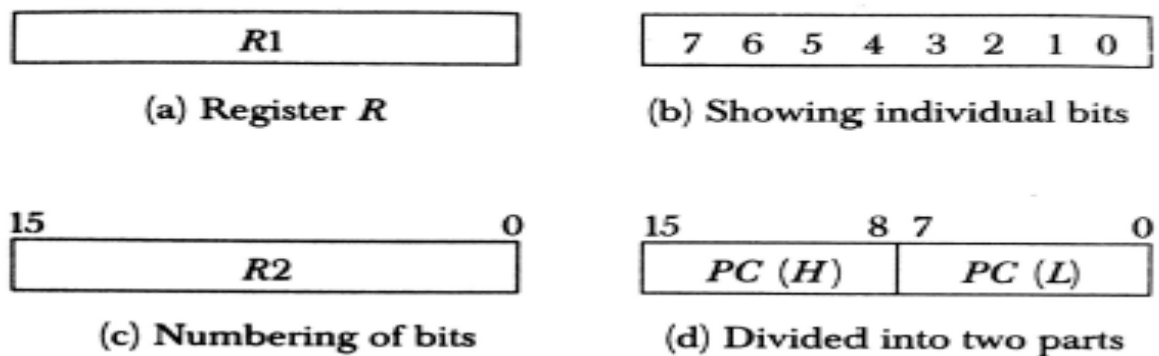 R1
7 6 5 4 3 2 1 0
(a) Register R
(b) Showing individual bits
15 0
R2
(c) Numbering of bits
15 8 7 0
PC (H) PC (L)
(d) Divided into two parts